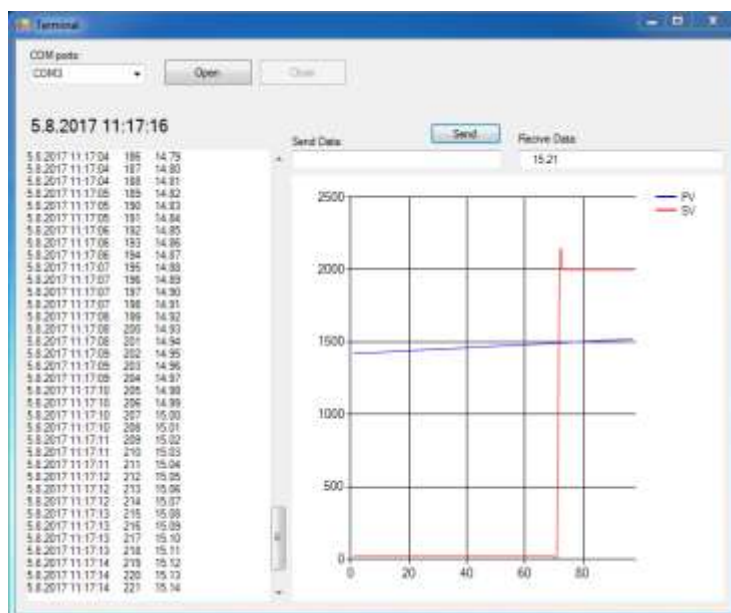 Terminal
COM ports:
COM3
Open
Close
5.8.2017 11:17:16
Send Data:
Send
Recive Data:
15.21
5.8.2017 11:17:04 186 14.79
5.8.2017 11:17:04 187 14.80
5.8.2017 11:17:04 188 14.81
5.8.2017 11:17:05 189 14.82
5.8.2017 11:17:05 190 14.83
5.8.2017 11:17:05 191 14.84
5.8.2017 11:17:06 192 14.85
5.8.2017 11:17:06 193 14.86
5.8.2017 11:17:06 194 14.87
5.8.2017 11:17:07 195 14.88
5.8.2017 11:17:07 196 14.89
5.8.2017 11:17:07 197 14.90
5.8.2017 11:17:07 198 14.91
5.8.2017 11:17:08 199 14.92
5.8.2017 11:17:08 200 14.93
5.8.2017 11:17:08 201 14.94
5.8.2017 11:17:09 202 14.95
5.8.2017 11:17:09 203 14.96
5.8.2017 11:17:09 204 14.97
5.8.2017 11:17:10 205 14.98
5.8.2017 11:17:10 206 14.99
5.8.2017 11:17:10 207 15.00
5.8.2017 11:17:10 208 15.01
5.8.2017 11:17:11 209 15.02
5.8.2017 11:17:11 210 15.03
5.8.2017 11:17:11 211 15.04
5.8.2017 11:17:12 212 15.05
5.8.2017 11:17:12 213 15.06
5.8.2017 11:17:12 214 15.07
5.8.2017 11:17:13 215 15.08
5.8.2017 11:17:13 216 15.09
5.8.2017 11:17:13 217 15.10
5.8.2017 11:17:13 218 15.11
5.8.2017 11:17:14 219 15.12
5.8.2017 11:17:14 220 15.13
5.8.2017 11:17:14 221 15.14
2500
2000
1500
1000
500
0
0 20 40 60 80
PV
SV